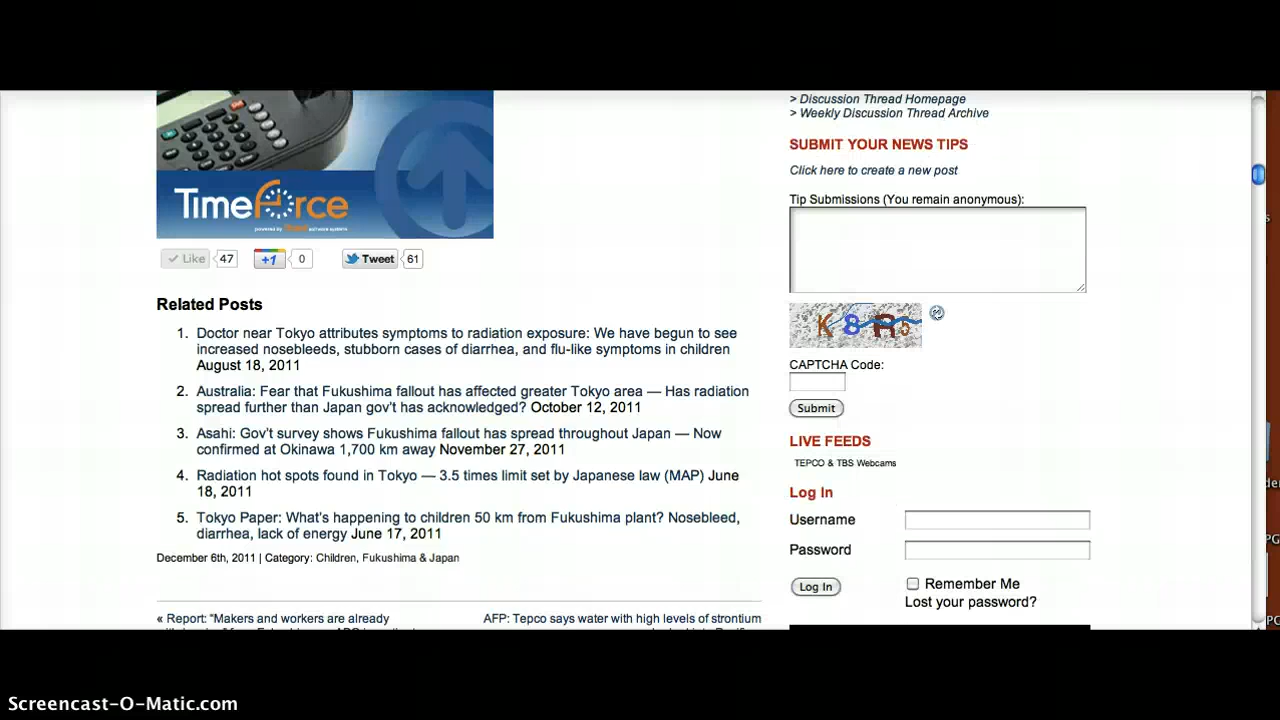 TimeForce
Like
47
+1
0
Tweet
61
Related Posts
1. Doctor near Tokyo attributes symptoms to radiation exposure: We have begun to see
increased nosebleeds, stubborn cases of diarrhea, and flu-like symptoms in children
August 18, 2011
2. Australia: Fear that Fukushima fallout has affected greater Tokyo area — Has radiation
spread further than Japan gov't has acknowledged? October 12, 2011
3. Asahi: Gov't survey shows Fukushima fallout has spread throughout Japan — Now
confirmed at Okinawa 1,700 km away November 27, 2011
4. Radiation hot spots found in Tokyo — 3.5 times limit set by Japanese law (MAP) June
18, 2011
5. Tokyo Paper: What's happening to children 50 km from Fukushima plant? Nosebleed,
diarrhea, lack of energy June 17, 2011
December 6th, 2011 | Category: Children, Fukushima & Japan
« Report: "Makers and workers are already
AFP: Tepco says water with high levels of strontium
> Discussion Thread Homepage
> Weekly Discussion Thread Archive
SUBMIT YOUR NEWS TIPS
Click here to create a new post
Tip Submissions (You remain anonymous):
K8R5
CAPTCHA Code:
Submit
LIVE FEEDS
TEPCO & TBS Webcams
Log In
Username
Password
Log In
Remember Me
Lost your password?
Screencast-O-Matic.com